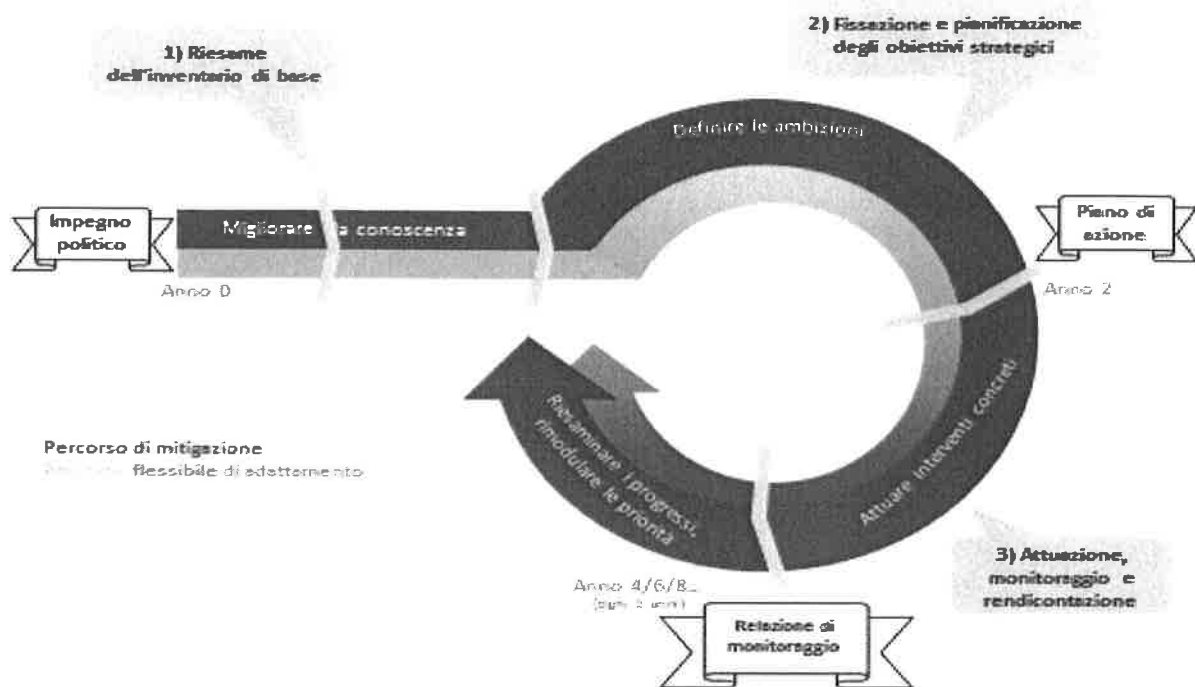 1) Riesame
dell'inventario di base
2) Fissazione e pianificazione
degli obiettivi strategici
Definire le ambizioni
Impegno
politico
Migliorare la conoscenza
Piano di
azione
Anno 0
Anno 2
Riesaminare i progressi,
rimodulare le priorità
Attuare interventi concreti
Percorso di mitigazione
flessibile di adattamento
3) Attuazione,
monitoraggio e
rendicontazione
Anno 4/6/8...
Relazione di
monitoraggio